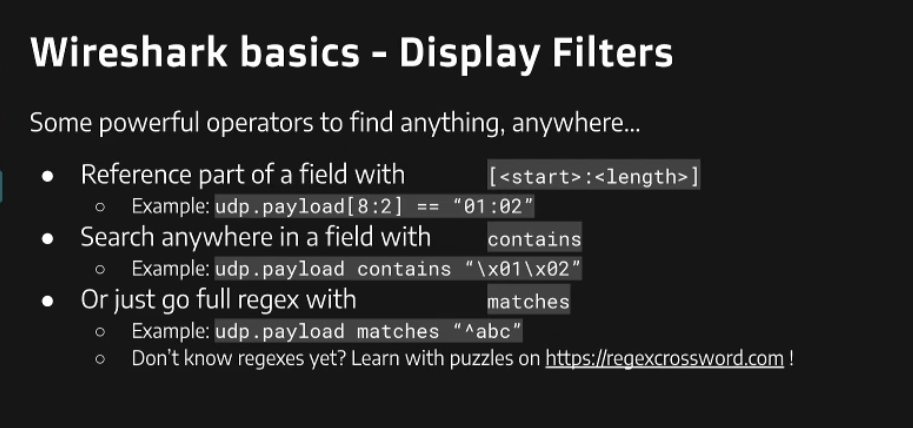 Wireshark basics - Display Filters
Some powerful operators to find anything, anywhere...
● Reference part of a field with [<start>:<length>]
○ Example: udp.payload[8:2] == “01:02”
● Search anywhere in a field with contains
○ Example: udp.payload contains “\x01\x02”
● Or just go full regex with matches
○ Example: udp.payload matches “^abc”
○ Don’t know regexes yet? Learn with puzzles on https://regexcrossword.com !